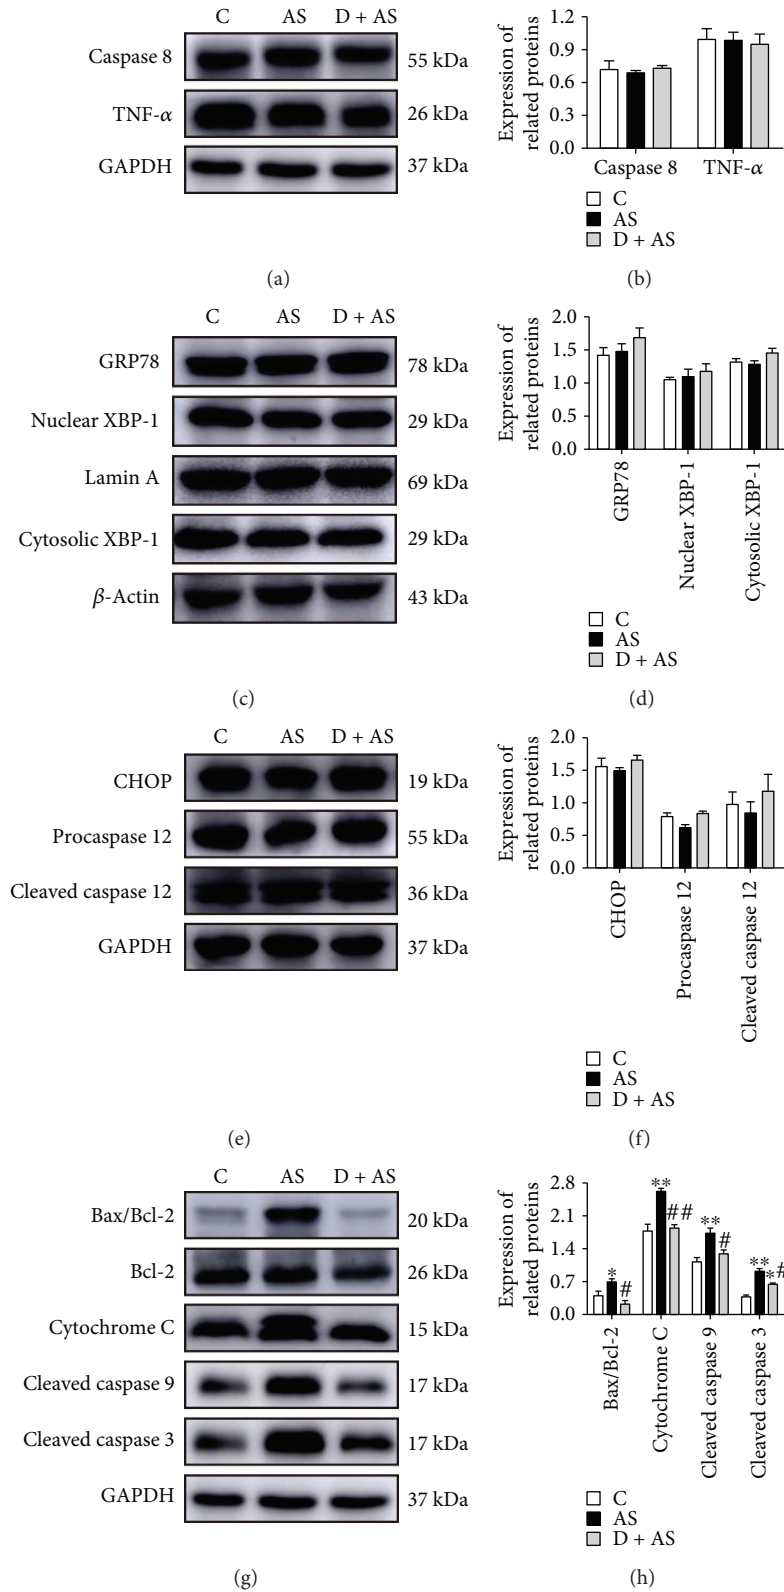 C AS D + AS
Caspase 8 55 kDa
TNF-α 26 kDa
GAPDH 37 kDa
(a)
Expression of
related proteins
1.2
0.9
0.6
0.3
0.0
Caspase 8 TNF-α
C
AS
D + AS
(b)
C AS D + AS
GRP78 78 kDa
Nuclear XBP-1 29 kDa
Lamin A 69 kDa
Cytosolic XBP-1 29 kDa
β-Actin 43 kDa
(c)
Expression of
related proteins
2.0
1.5
1.0
0.5
0.0
GRP78
Nuclear XBP-1
Cytosolic XBP-1
C
AS
D + AS
(d)
C AS D + AS
CHOP 19 kDa
Procaspase 12 55 kDa
Cleaved caspase 12 36 kDa
GAPDH 37 kDa
(e)
Expression of
related proteins
2.0
1.5
1.0
0.5
0.0
CHOP
Procaspase 12
Cleaved caspase 12
C
AS
D + AS
(f)
C AS D + AS
Bax/Bcl-2 20 kDa
Bcl-2 26 kDa
Cytochrome C 15 kDa
Cleaved caspase 9 17 kDa
Cleaved caspase 3 17 kDa
GAPDH 37 kDa
(g)
Expression of
related proteins
2.8
2.1
1.4
0.7
0.0
* #
** ##
** #
** *#
Bax/Bcl-2
Cytochrome C
Cleaved caspase 9
Cleaved caspase 3
C
AS
D + AS
(h)